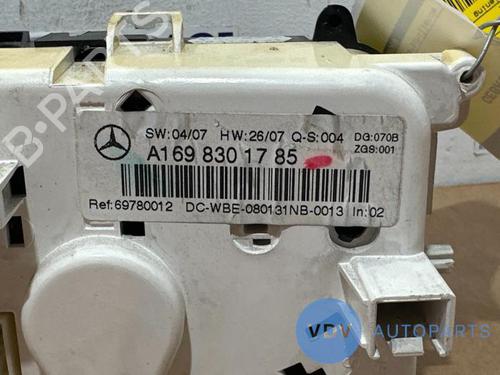 SW:04/07 HW:26/07 Q-S:004 DG:070B
A169 830 17 85 ZGS:001
Ref:69780012 DC-WBE-080131NB-0013 In:02
B-PARTS
VDV AUTOPARTS